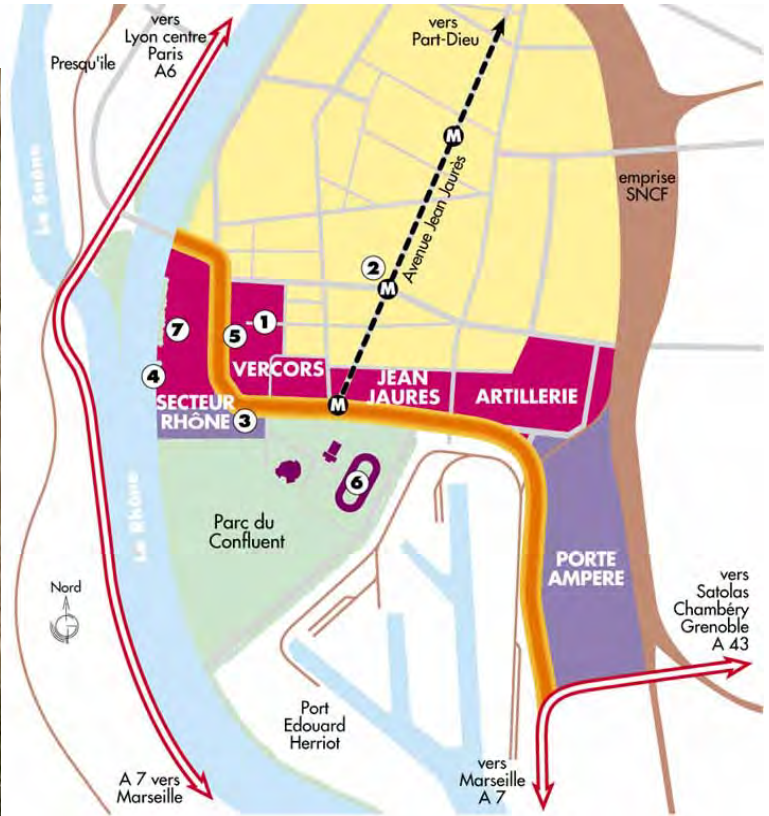 vers
Lyon centre
Paris
A6
Presqu'ile
vers
Part-Dieu
La Saône
M
Avenue Jean Jaurès
emprise
SNCF
2
M
7
5
1
4
VERCORS
SECTEUR
RHÔNE
3
M
JEAN
JAURES
ARTILLERIE
6
Le Rhône
Parc du
Confluent
Nord
PORTE
AMPERE
vers
Satolas
Chambéry
Grenoble
A 43
Port
Edouard
Herriot
A 7 vers
Marseille
vers
Marseille
A 7